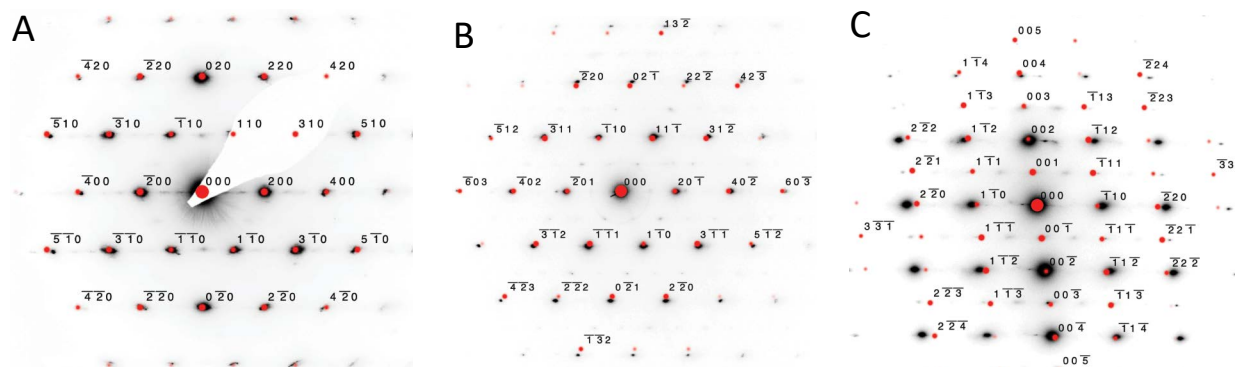 A
4̅20 2̅20 020 220 420
5̅10 3̅10 1̅10 110 310 510
4̅00 2̅00 000 200 400
5̅1̅0 3̅1̅0 1̅1̅0 11̅0 31̅0 51̅0
4̅2̅0 2̅2̅0 02̅0 22̅0 42̅0
B
132̅
2̅20 021̅ 222̅ 423̅
5̅12 3̅11 1̅10 111̅ 312̅
6̅03 4̅02 2̅01 000 201̅ 402̅ 603̅
3̅1̅2 1̅1̅1 11̅0 31̅1̅ 51̅2̅
4̅2̅3 2̅2̅2 02̅1 22̅0
1̅3̅2
C
005
11̅4 004 2̅24
11̅3 003 1̅13 2̅23
22̅2 11̅2 002 1̅12
22̅1 11̅1 001 1̅11 3̅3
22̅0 11̅0 000 1̅10 2̅20
33̅1̅ 11̅1̅ 001̅ 1̅11̅ 2̅21̅
11̅2̅ 002̅ 1̅12̅ 2̅22̅
22̅3̅ 11̅3̅ 003̅ 1̅13̅
22̅4̅ 004̅ 1̅14̅
005̅